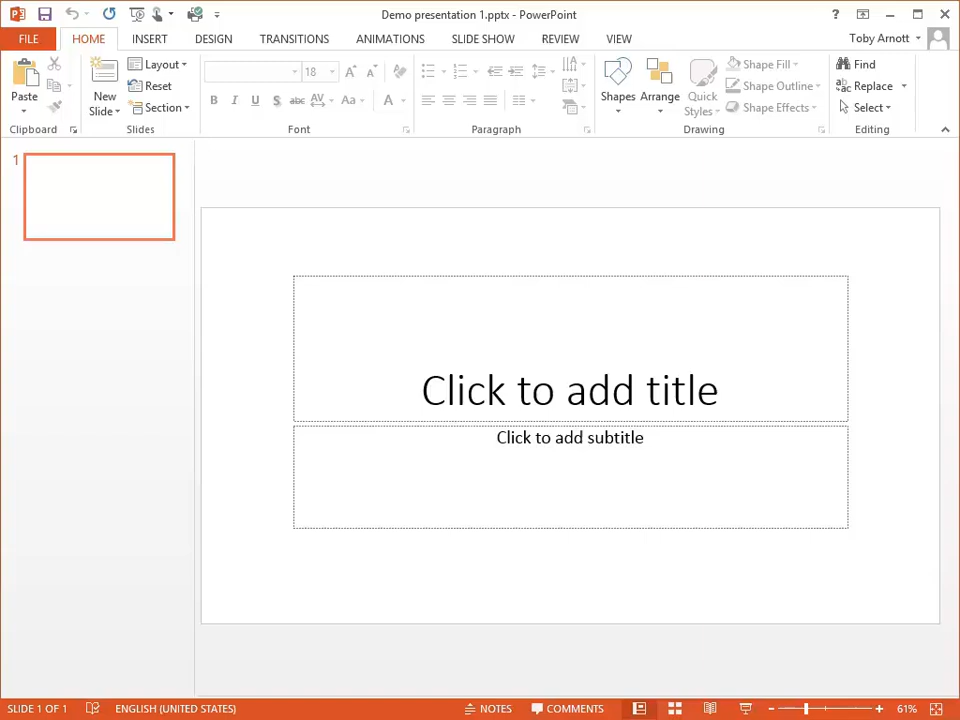 Demo presentation 1.pptx - PowerPoint
?
FILE HOME INSERT DESIGN TRANSITIONS ANIMATIONS SLIDE SHOW REVIEW VIEW Toby Arnott
Paste
New Slide
Layout
Reset
Section
18
B I U S abc AV Aa A
Shapes Arrange Quick Styles
Shape Fill
Shape Outline
Shape Effects
Find
Replace
Select
Clipboard Slides Font Paragraph Drawing Editing
1
Click to add title
Click to add subtitle
SLIDE 1 OF 1 ENGLISH (UNITED STATES) NOTES COMMENTS 61%